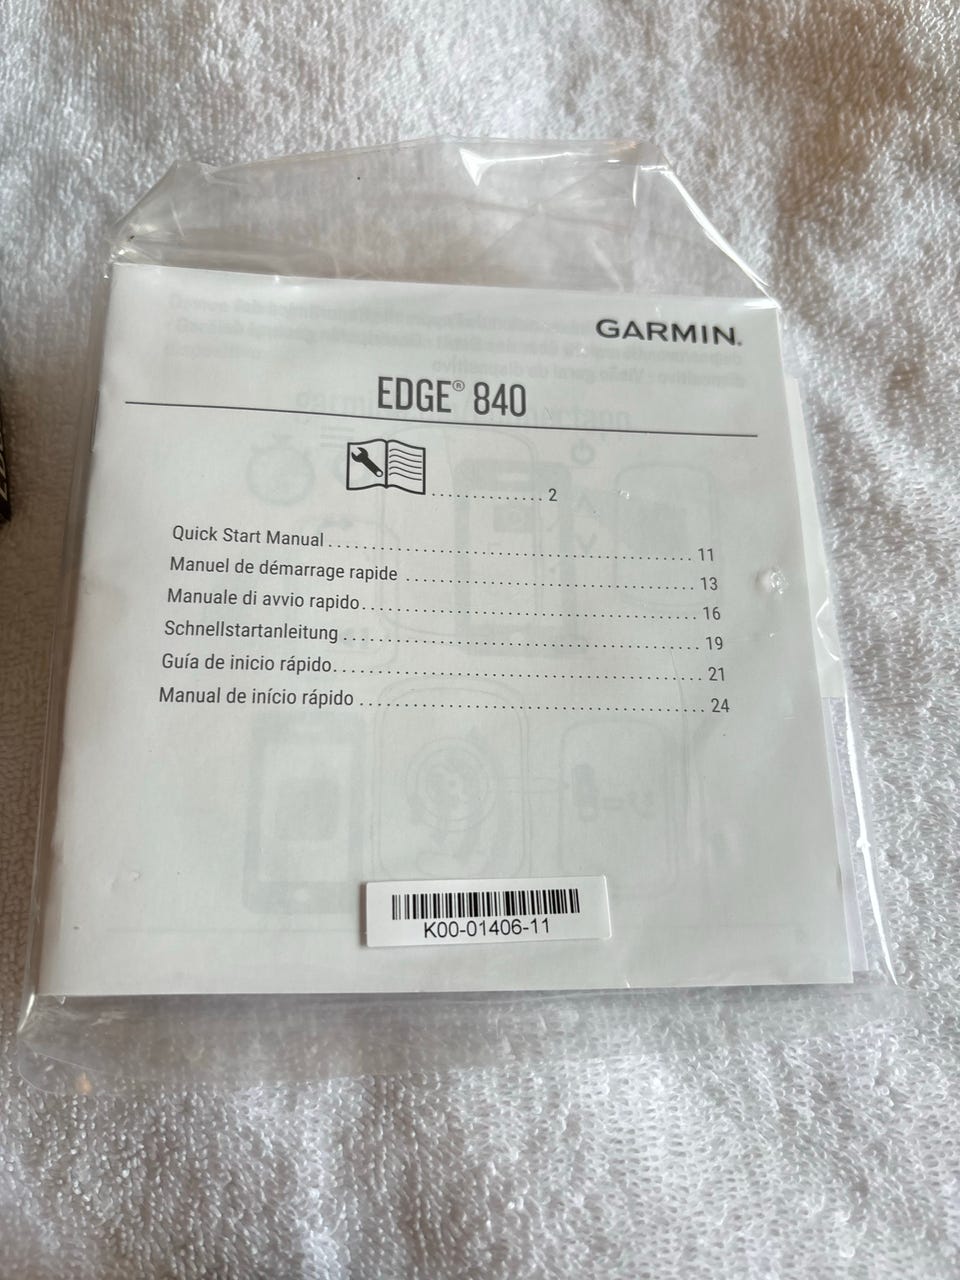 GARMIN®
EDGE® 840
.............. 2
Quick Start Manual .................................................. 11
Manuel de démarrage rapide ........................................ 13
Manuale di avvio rapido............................................. 16
Schnellstartanleitung ................................................ 19
Guía de inicio rápido.................................................. 21
Manual de início rápido .............................................. 24
K00-01406-11